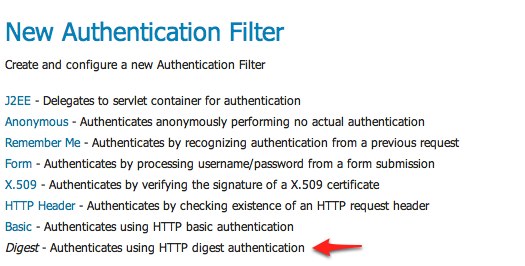 New Authentication Filter
Create and configure a new Authentication Filter
J2EE - Delegates to servlet container for authentication
Anonymous - Authenticates anonymously performing no actual authentication
Remember Me - Authenticates by recognizing authentication from a previous request
Form - Authenticates by processing username/password from a form submission
X.509 - Authenticates by verifying the signature of a X.509 certificate
HTTP Header - Authenticates by checking existence of an HTTP request header
Basic - Authenticates using HTTP basic authentication
Digest - Authenticates using HTTP digest authentication